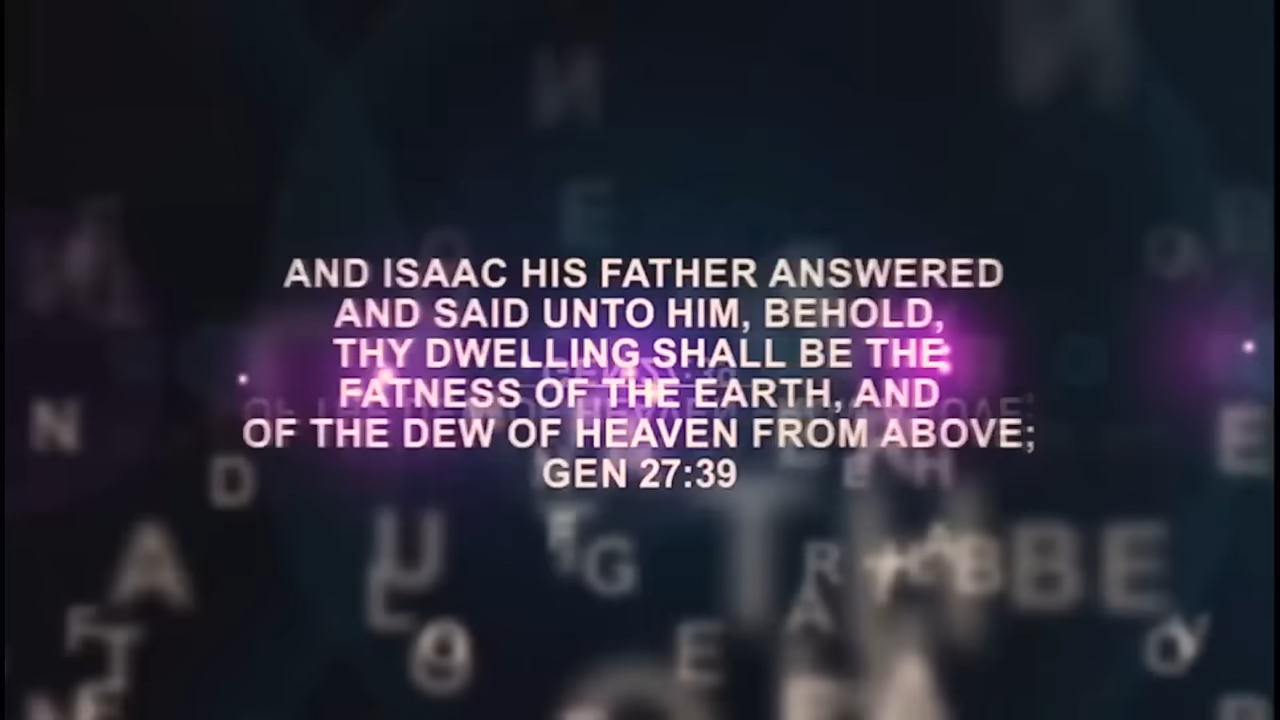 AND ISAAC HIS FATHER ANSWERED
AND SAID UNTO HIM, BEHOLD,
THY DWELLING SHALL BE THE
FATNESS OF THE EARTH, AND
OF THE DEW OF HEAVEN FROM ABOVE;
GEN 27:39